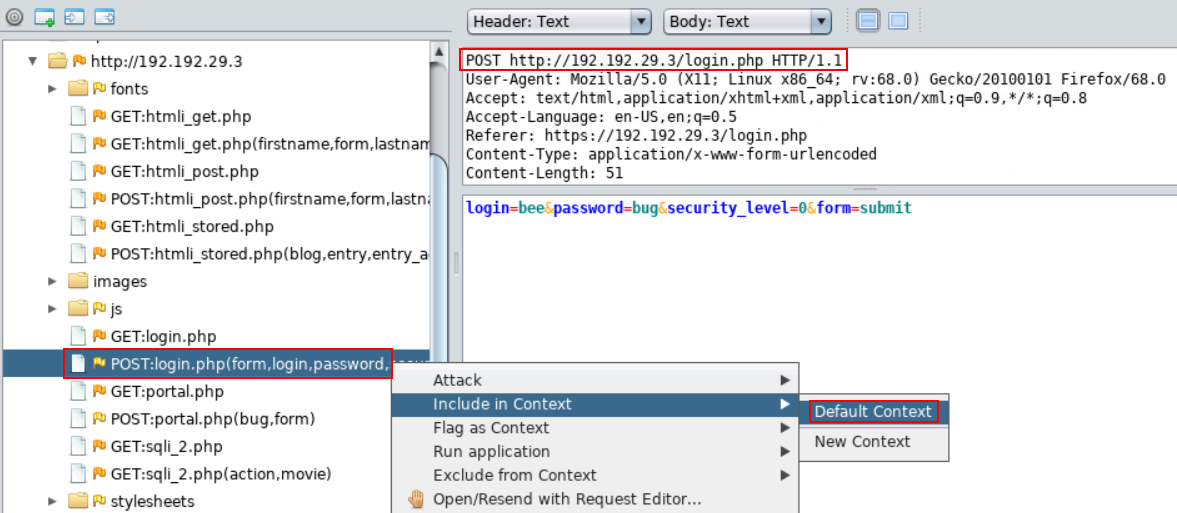 Header: Text
Body: Text
http://192.192.29.3
fonts
GET:htmli_get.php
GET:htmli_get.php(firstname,form,lastnam
GET:htmli_post.php
POST:htmli_post.php(firstname,form,lastna
GET:htmli_stored.php
POST:htmli_stored.php(blog,entry,entry_a
images
js
GET:login.php
POST:login.php(form,login,password,
GET:portal.php
POST:portal.php(bug,form)
GET:sqli_2.php
GET:sqli_2.php(action,movie)
stylesheets
POST http://192.192.29.3/login.php HTTP/1.1
User-Agent: Mozilla/5.0 (X11; Linux x86_64; rv:68.0) Gecko/20100101 Firefox/68.0
Accept: text/html,application/xhtml+xml,application/xml;q=0.9,*/*;q=0.8
Accept-Language: en-US,en;q=0.5
Referer: https://192.192.29.3/login.php
Content-Type: application/x-www-form-urlencoded
Content-Length: 51
login=bee&password=bug&security_level=0&form=submit
Attack
Include in Context
Flag as Context
Run application
Exclude from Context
Open/Resend with Request Editor...
Default Context
New Context